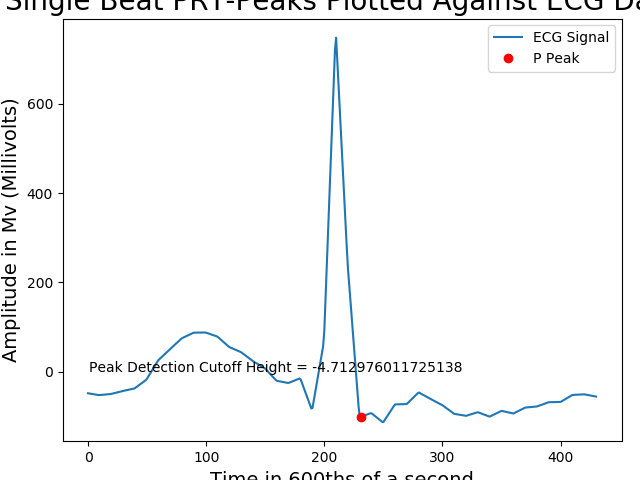 Single Beat PRT-Peaks Plotted Against ECG Da
ECG Signal
P Peak
Amplitude in Mv (Millivolts)
600
400
200
0
Peak Detection Cutoff Height = -4.712976011725138
0 100 200 300 400
Time in 600ths of a second